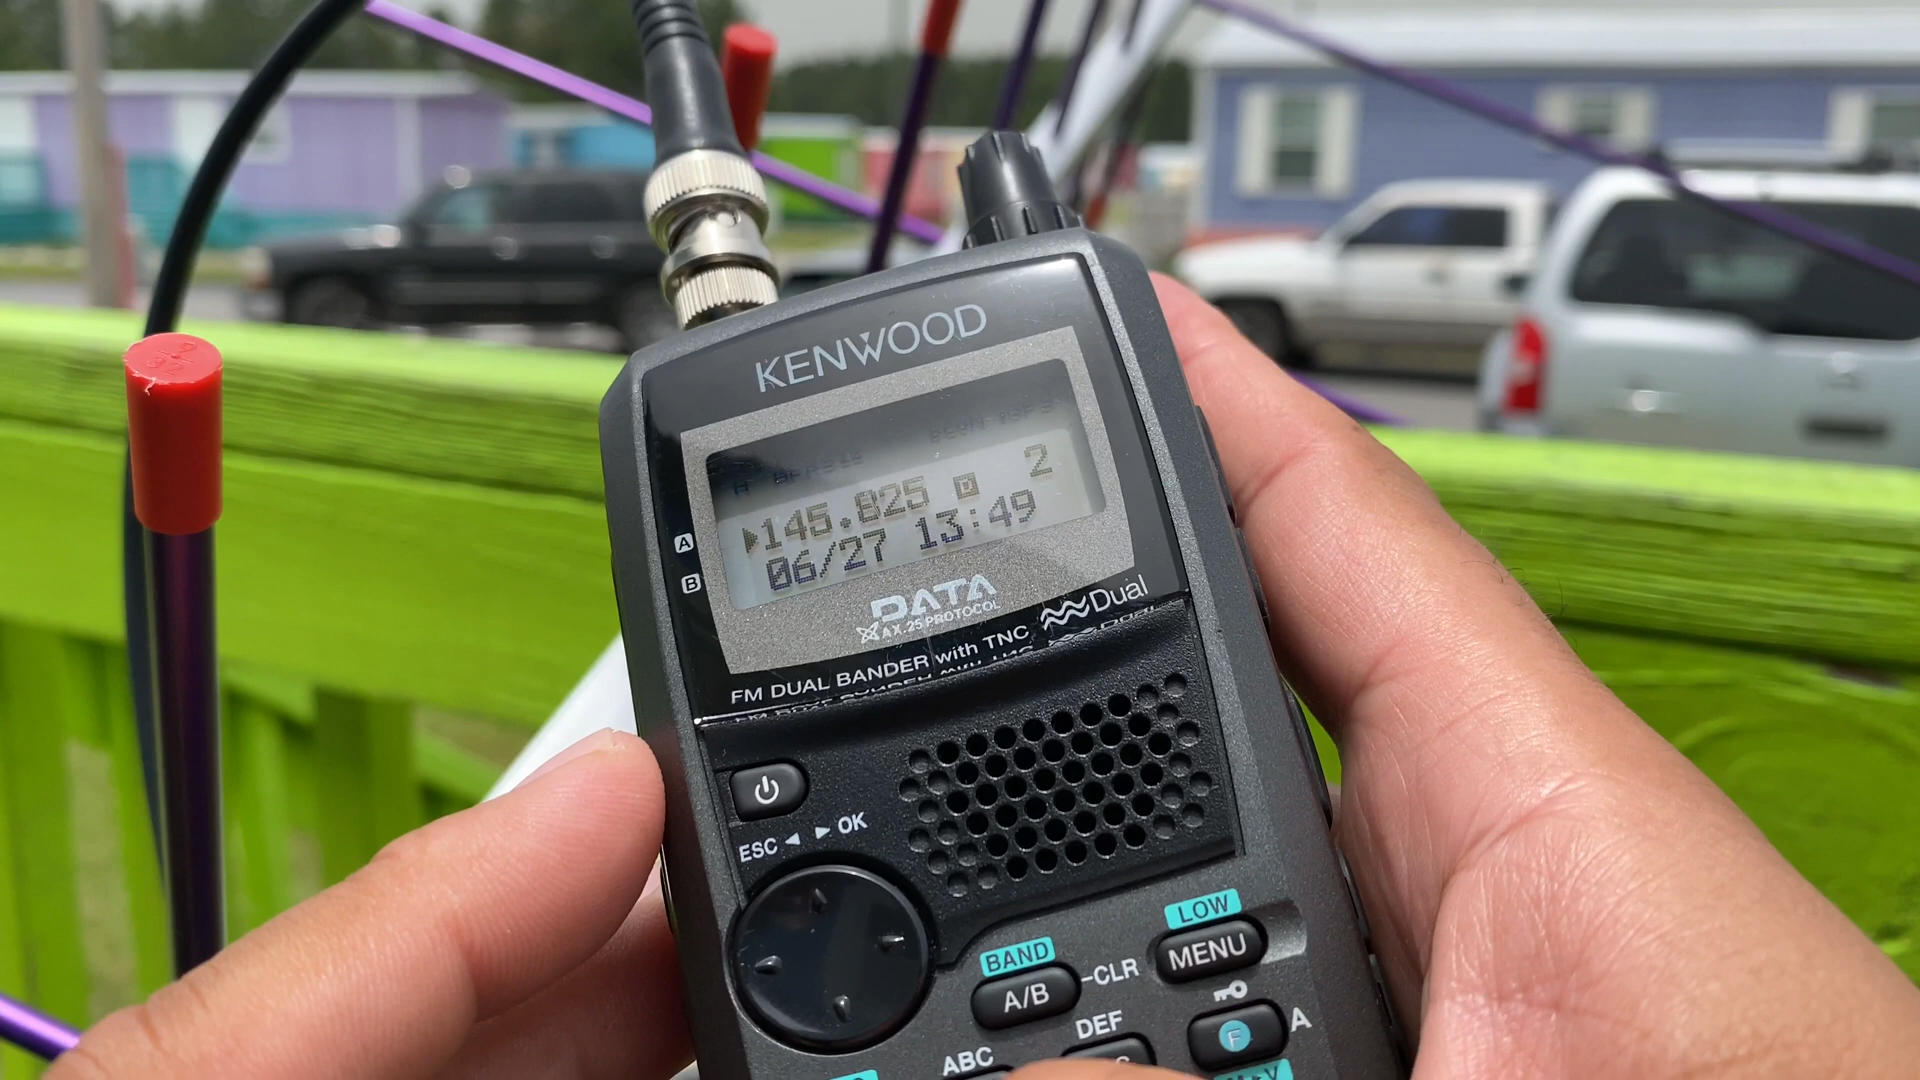 KENWOOD
▶145.825 D 2
06/27 13:49
A
B
DATA
AX.25 PROTOCOL
Dual
FM DUAL BANDER with TNC
ESC ◀ ▶ OK
LOW
MENU
BAND
A/B
-CLR
DEF
F
A
ABC